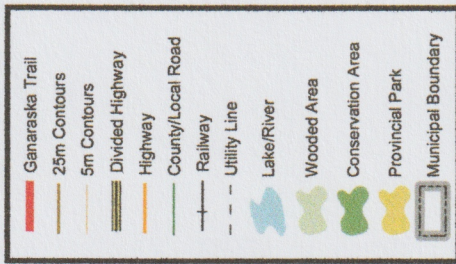 Ganaraska Trail
25m Contours
5m Contours
Divided Highway
Highway
County/Local Road
Railway
Utility Line
Lake/River
Wooded Area
Conservation Area
Provincial Park
Municipal Boundary